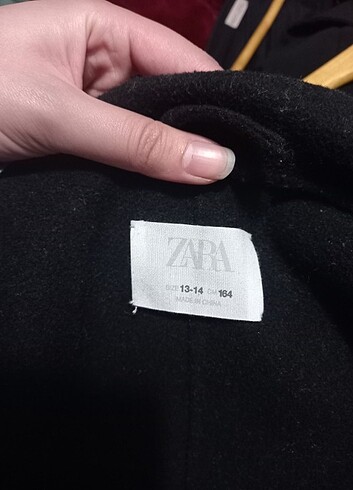 ZARA
SIZE 13-14 CM 164
MADE IN CHINA